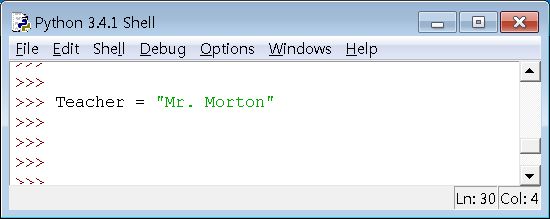 Python 3.4.1 Shell
File Edit Shell Debug Options Windows Help
>>>
>>>
>>> Teacher = "Mr. Morton"
>>>
>>>
>>>
>>>
Ln: 30 Col: 4